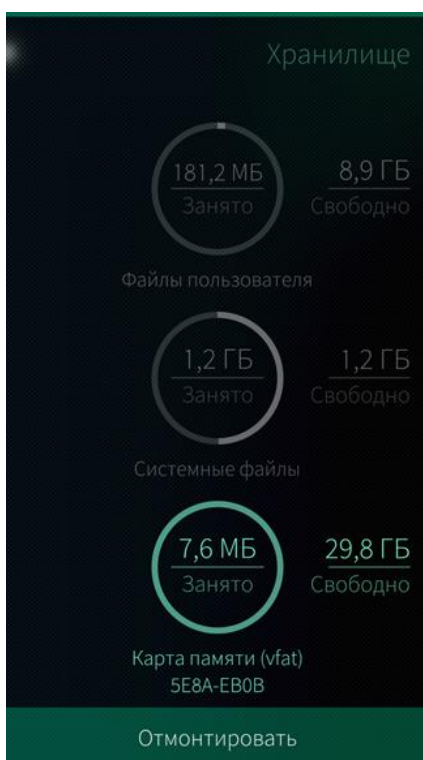 Хранилище
181,2 МБ
8,9 ГБ
Занято
Свободно
Файлы пользователя
1,2 ГБ
1,2 ГБ
Занято
Свободно
Системные файлы
7,6 МБ
29,8 ГБ
Занято
Свободно
Карта памяти (vfat)
5E8A-EB0B
Отмонтировать